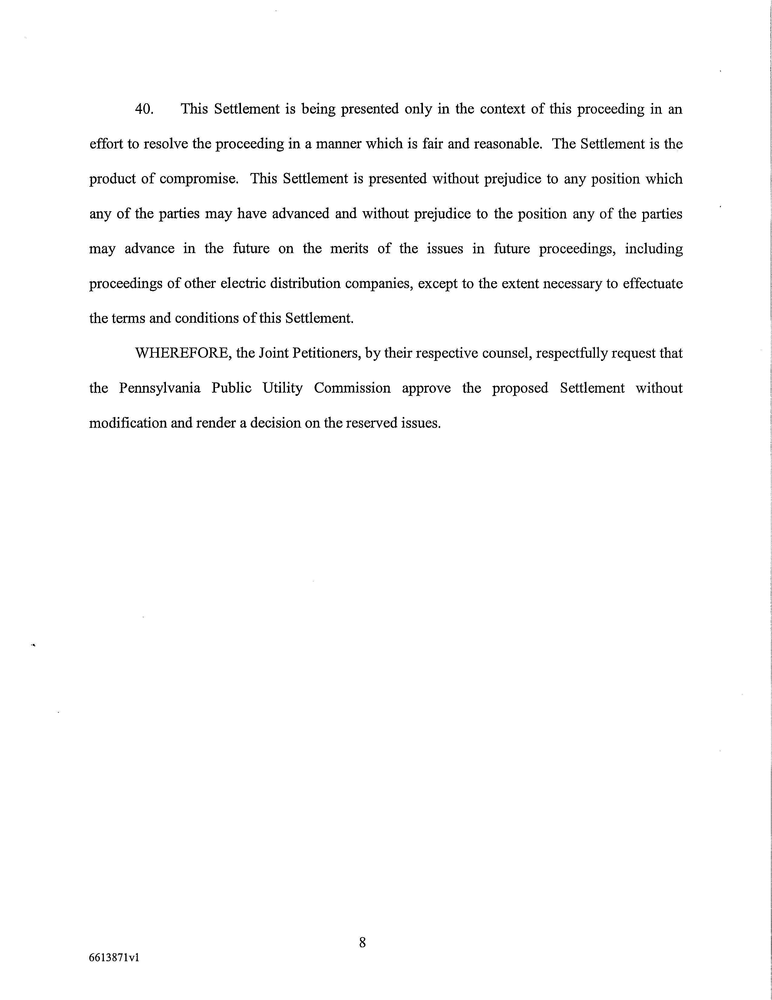 40. This Settlement is being presented only in the context of this proceeding in an
effort to resolve the proceeding in a manner which is fair and reasonable. The Settlement is the
product of compromise. This Settlement is presented without prejudice to any position which
any of the parties may have advanced and without prejudice to the position any of the parties
may advance in the future on the merits of the issues in future proceedings, including
proceedings of other electric distribution companies, except to the extent necessary to effectuate
the terms and conditions of this Settlement.
WHEREFORE, the Joint Petitioners, by their respective counsel, respectfully request that
the Pennsylvania Public Utility Commission approve the proposed Settlement without
modification and render a decision on the reserved issues.
8
6613871v1